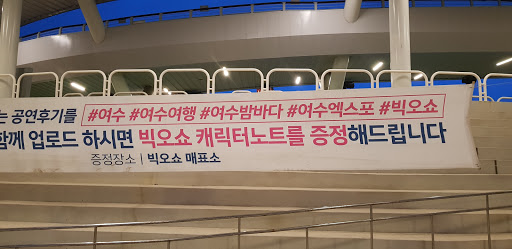 는 공연후기를 #여수 #여수여행 #여수밤바다 #여수엑스포 #빅오쇼
함께 업로드 하시면 빅오쇼 캐릭터노트를 증정해드립니다
증정장소 | 빅오쇼 매표소